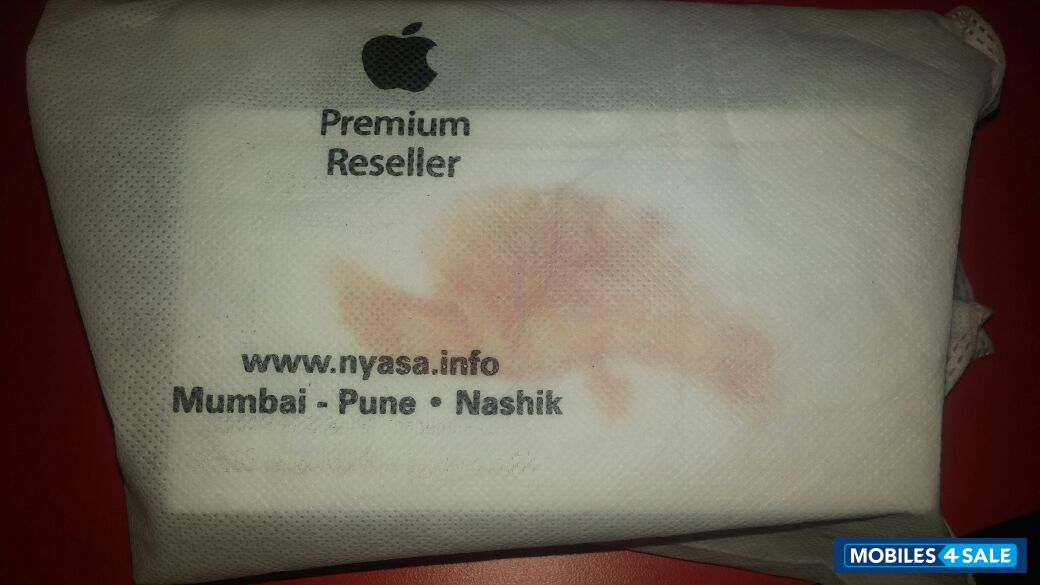 Premium
Reseller
www.nyasa.info
Mumbai - Pune • Nashik
MOBILES 4 SALE